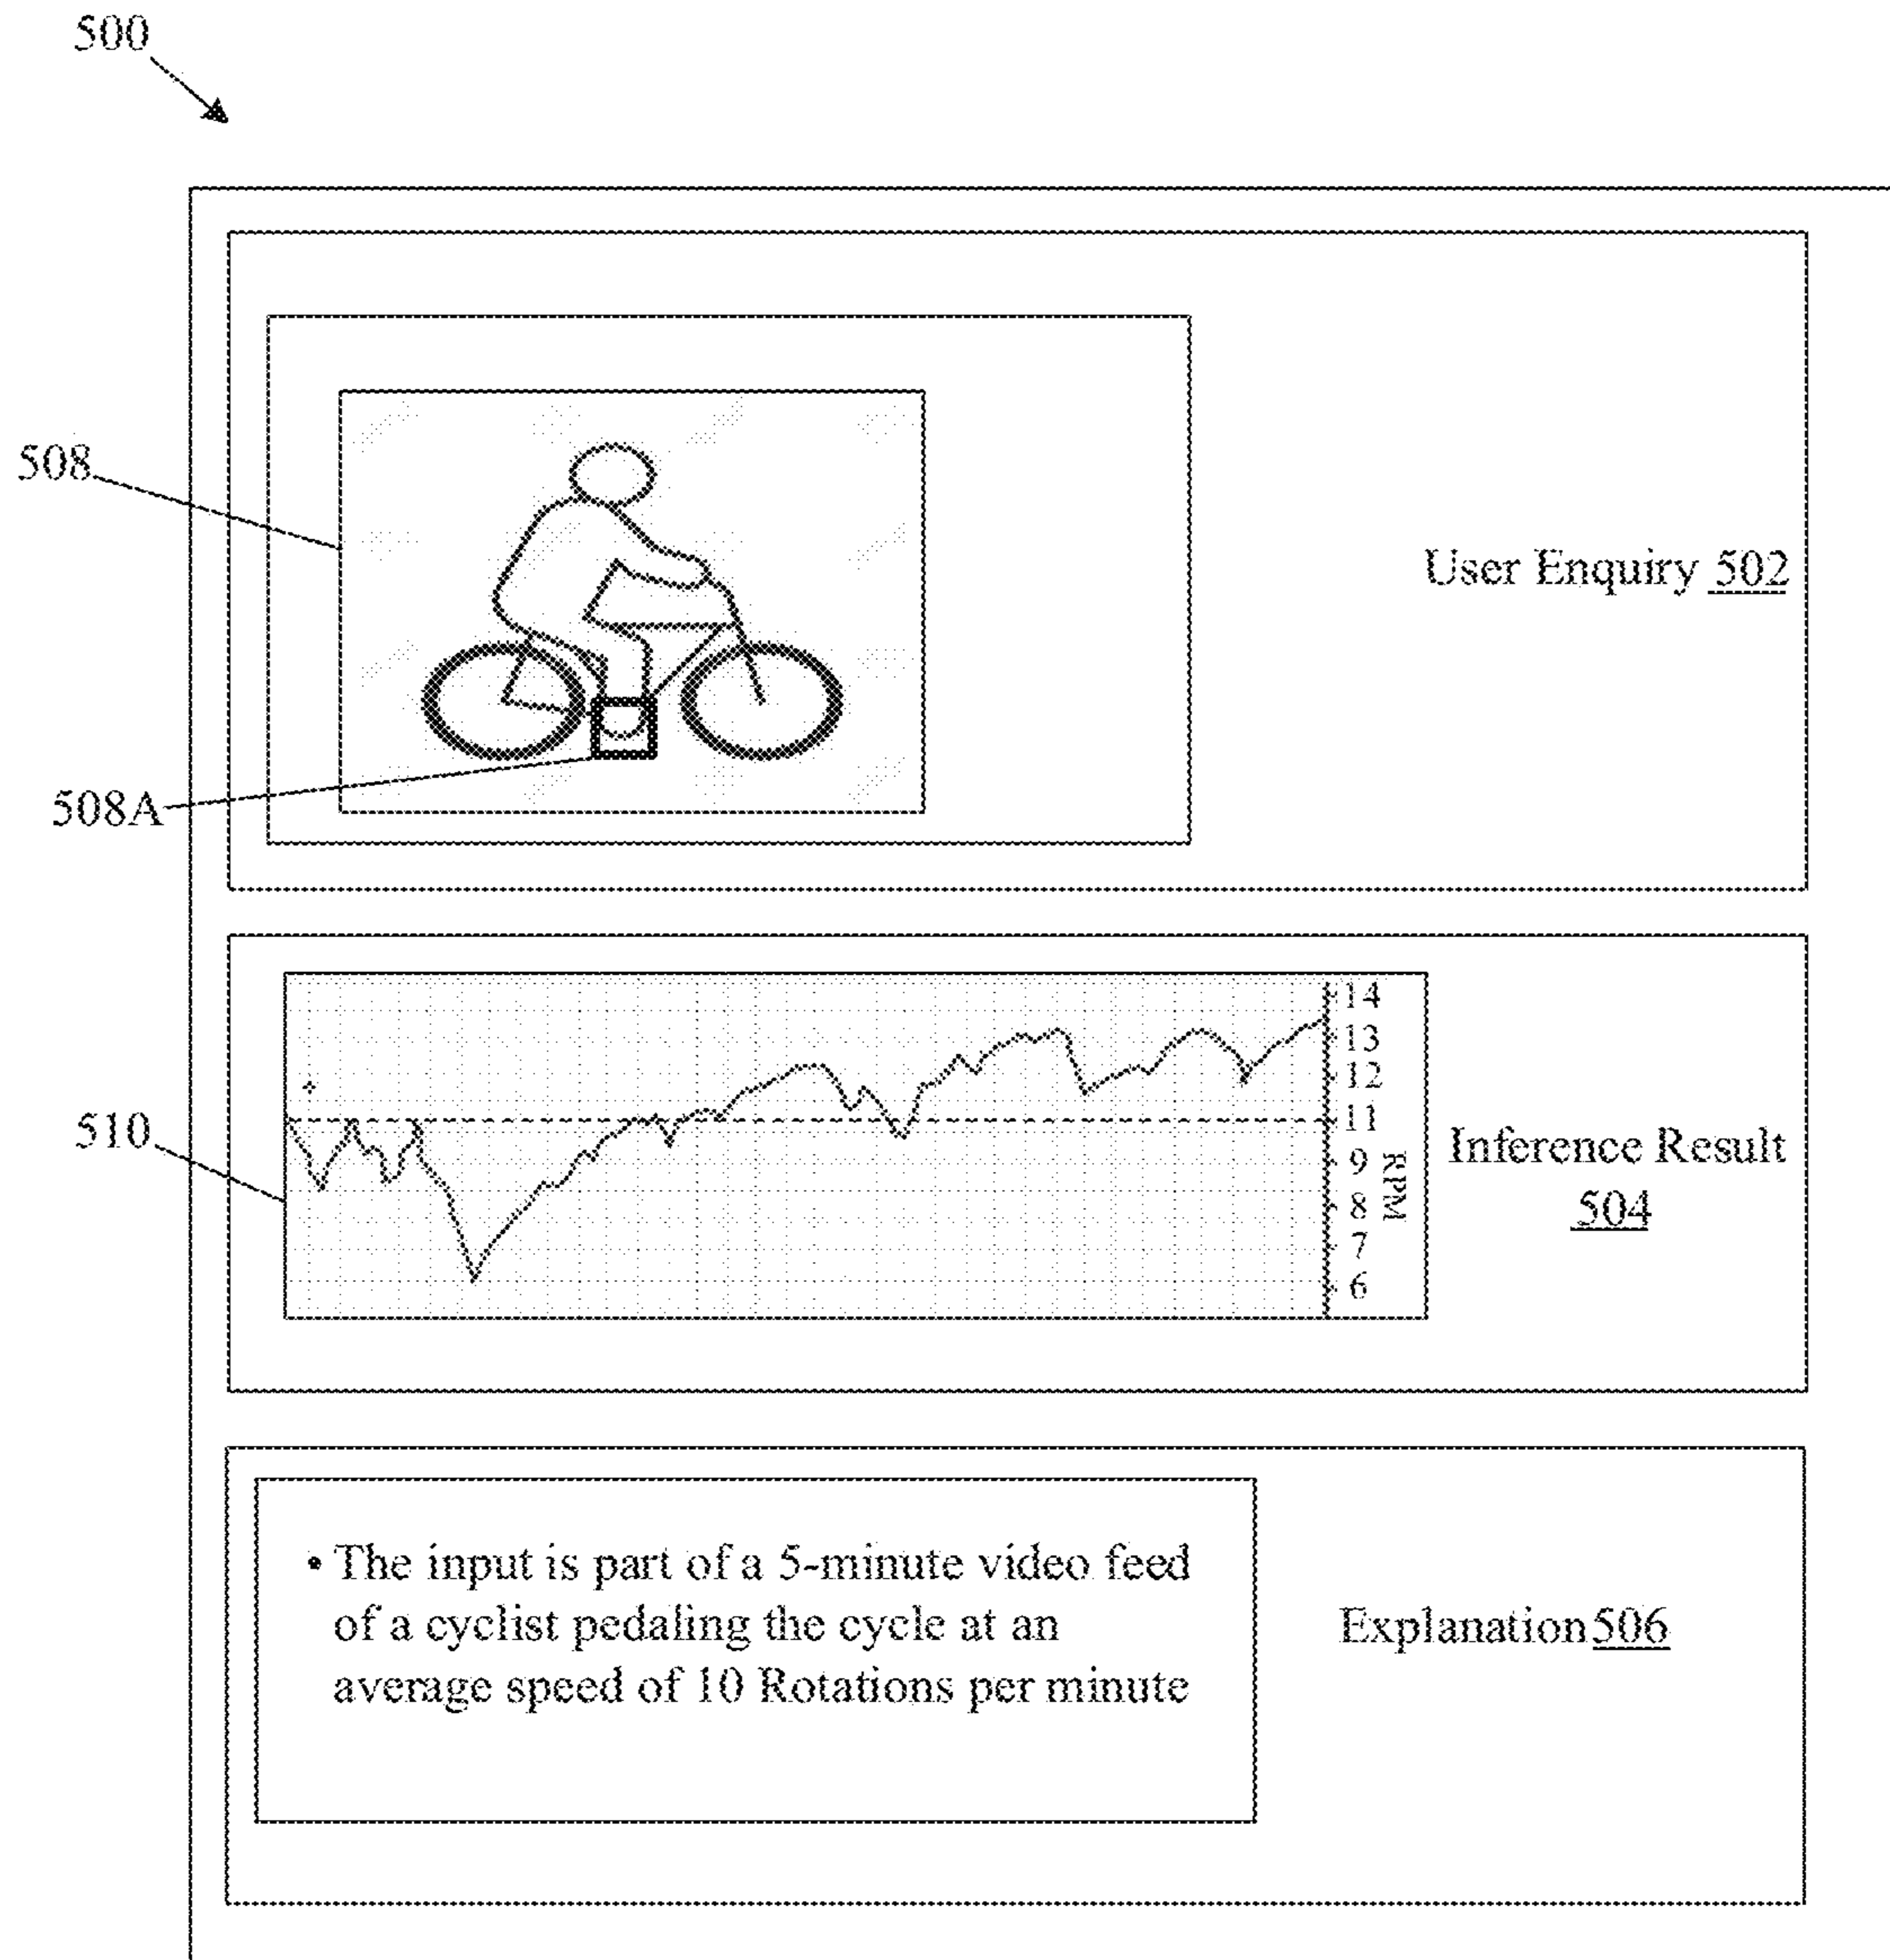 500
508
User Enquiry 502
508A
14
13
12
11
9
8
7
6
RPM
510
Inference Result
504
• The input is part of a 5-minute video feed
of a cyclist pedaling the cycle at an
average speed of 10 Rotations per minute
Explanation 506